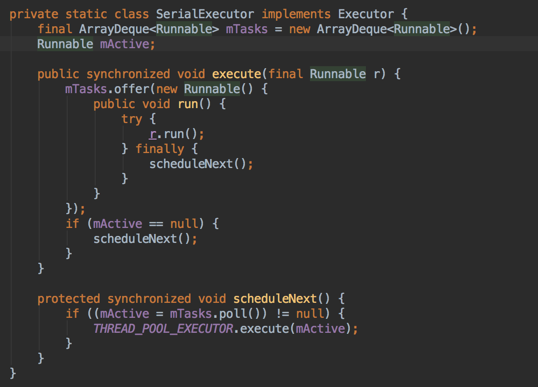 private static class SerialExecutor implements Executor {
    final ArrayDeque<Runnable> mTasks = new ArrayDeque<Runnable>();
    Runnable mActive;

    public synchronized void execute(final Runnable r) {
        mTasks.offer(new Runnable() {
            public void run() {
                try {
                    r.run();
                } finally {
                    scheduleNext();
                }
            }
        });
        if (mActive == null) {
            scheduleNext();
        }
    }

    protected synchronized void scheduleNext() {
        if ((mActive = mTasks.poll()) != null) {
            THREAD_POOL_EXECUTOR.execute(mActive);
        }
    }
}